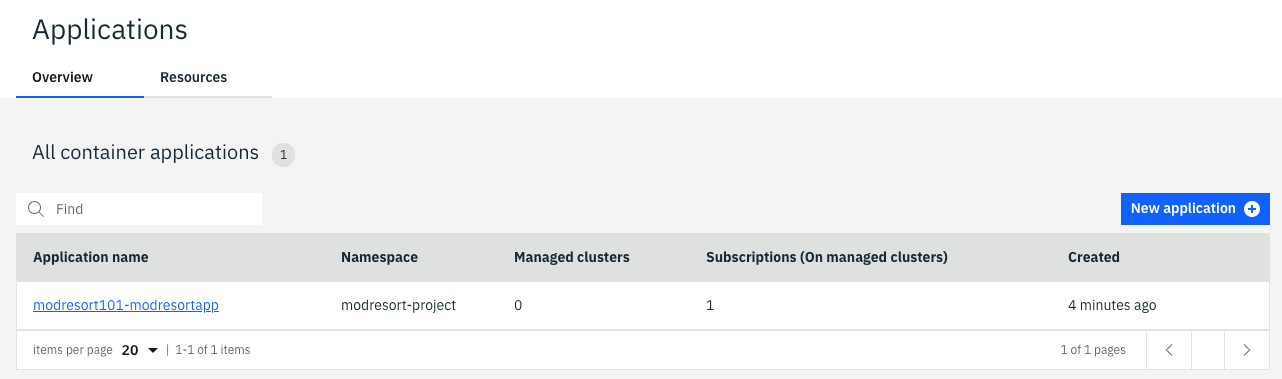 Applications
Overview Resources
All container applications 1
Find New application
Application name Namespace Managed clusters Subscriptions (On managed clusters) Created
modresort101-modresortapp modresort-project 0 1 4 minutes ago
items per page 20 | 1-1 of 1 items 1 of 1 pages